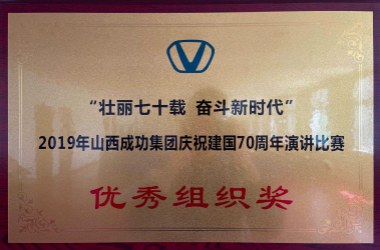 “壮丽七十载 奋斗新时代”
2019年山西成功集团庆祝建国70周年演讲比赛
优秀组织奖